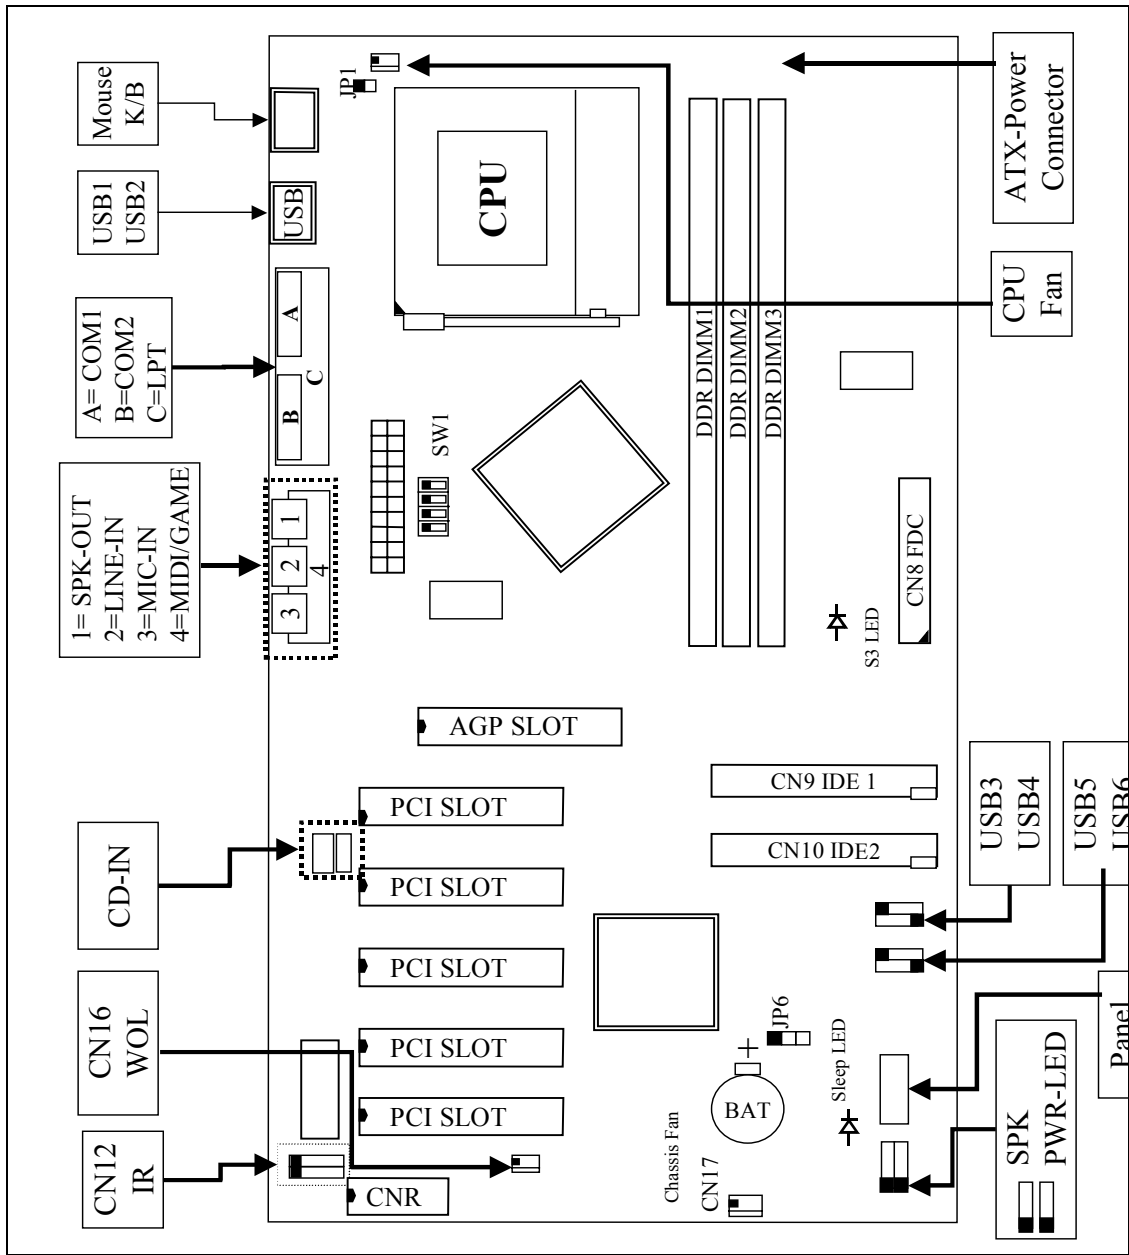 Mouse
K/B
JP1
ATX-Power
Connector
USB1
USB2
USB
CPU
CPU
Fan
A= COM1
B=COM2
C=LPT
A
B
C
DDR DIMM1
DDR DIMM2
DDR DIMM3
SW1
1= SPK-OUT
2=LINE-IN
3=MIC-IN
4=MIDI/GAME
1
2
3
4
CN8 FDC
S3 LED
AGP SLOT
CN9 IDE 1
PCI SLOT
USB3
USB4
USB5
USB6
CD-IN
CN10 IDE2
PCI SLOT
PCI SLOT
CN16
WOL
JP6
PCI SLOT
Sleep LED
Panel
PCI SLOT
+
BAT
CN12
IR
Chassis Fan
CN17
CNR
SPK
PWR-LED